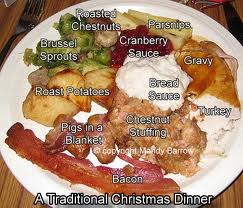 Roasted
Chestnuts
Parsnips
Brussel
Sprouts
Cranberry
Sauce
Gravy
Roast Potatoes
Bread
Sauce
Turkey
Pigs in a
Blanket
Chestnut
Stuffing
© copyright Mandy Barrow
Bacon
A Traditional Christmas Dinner